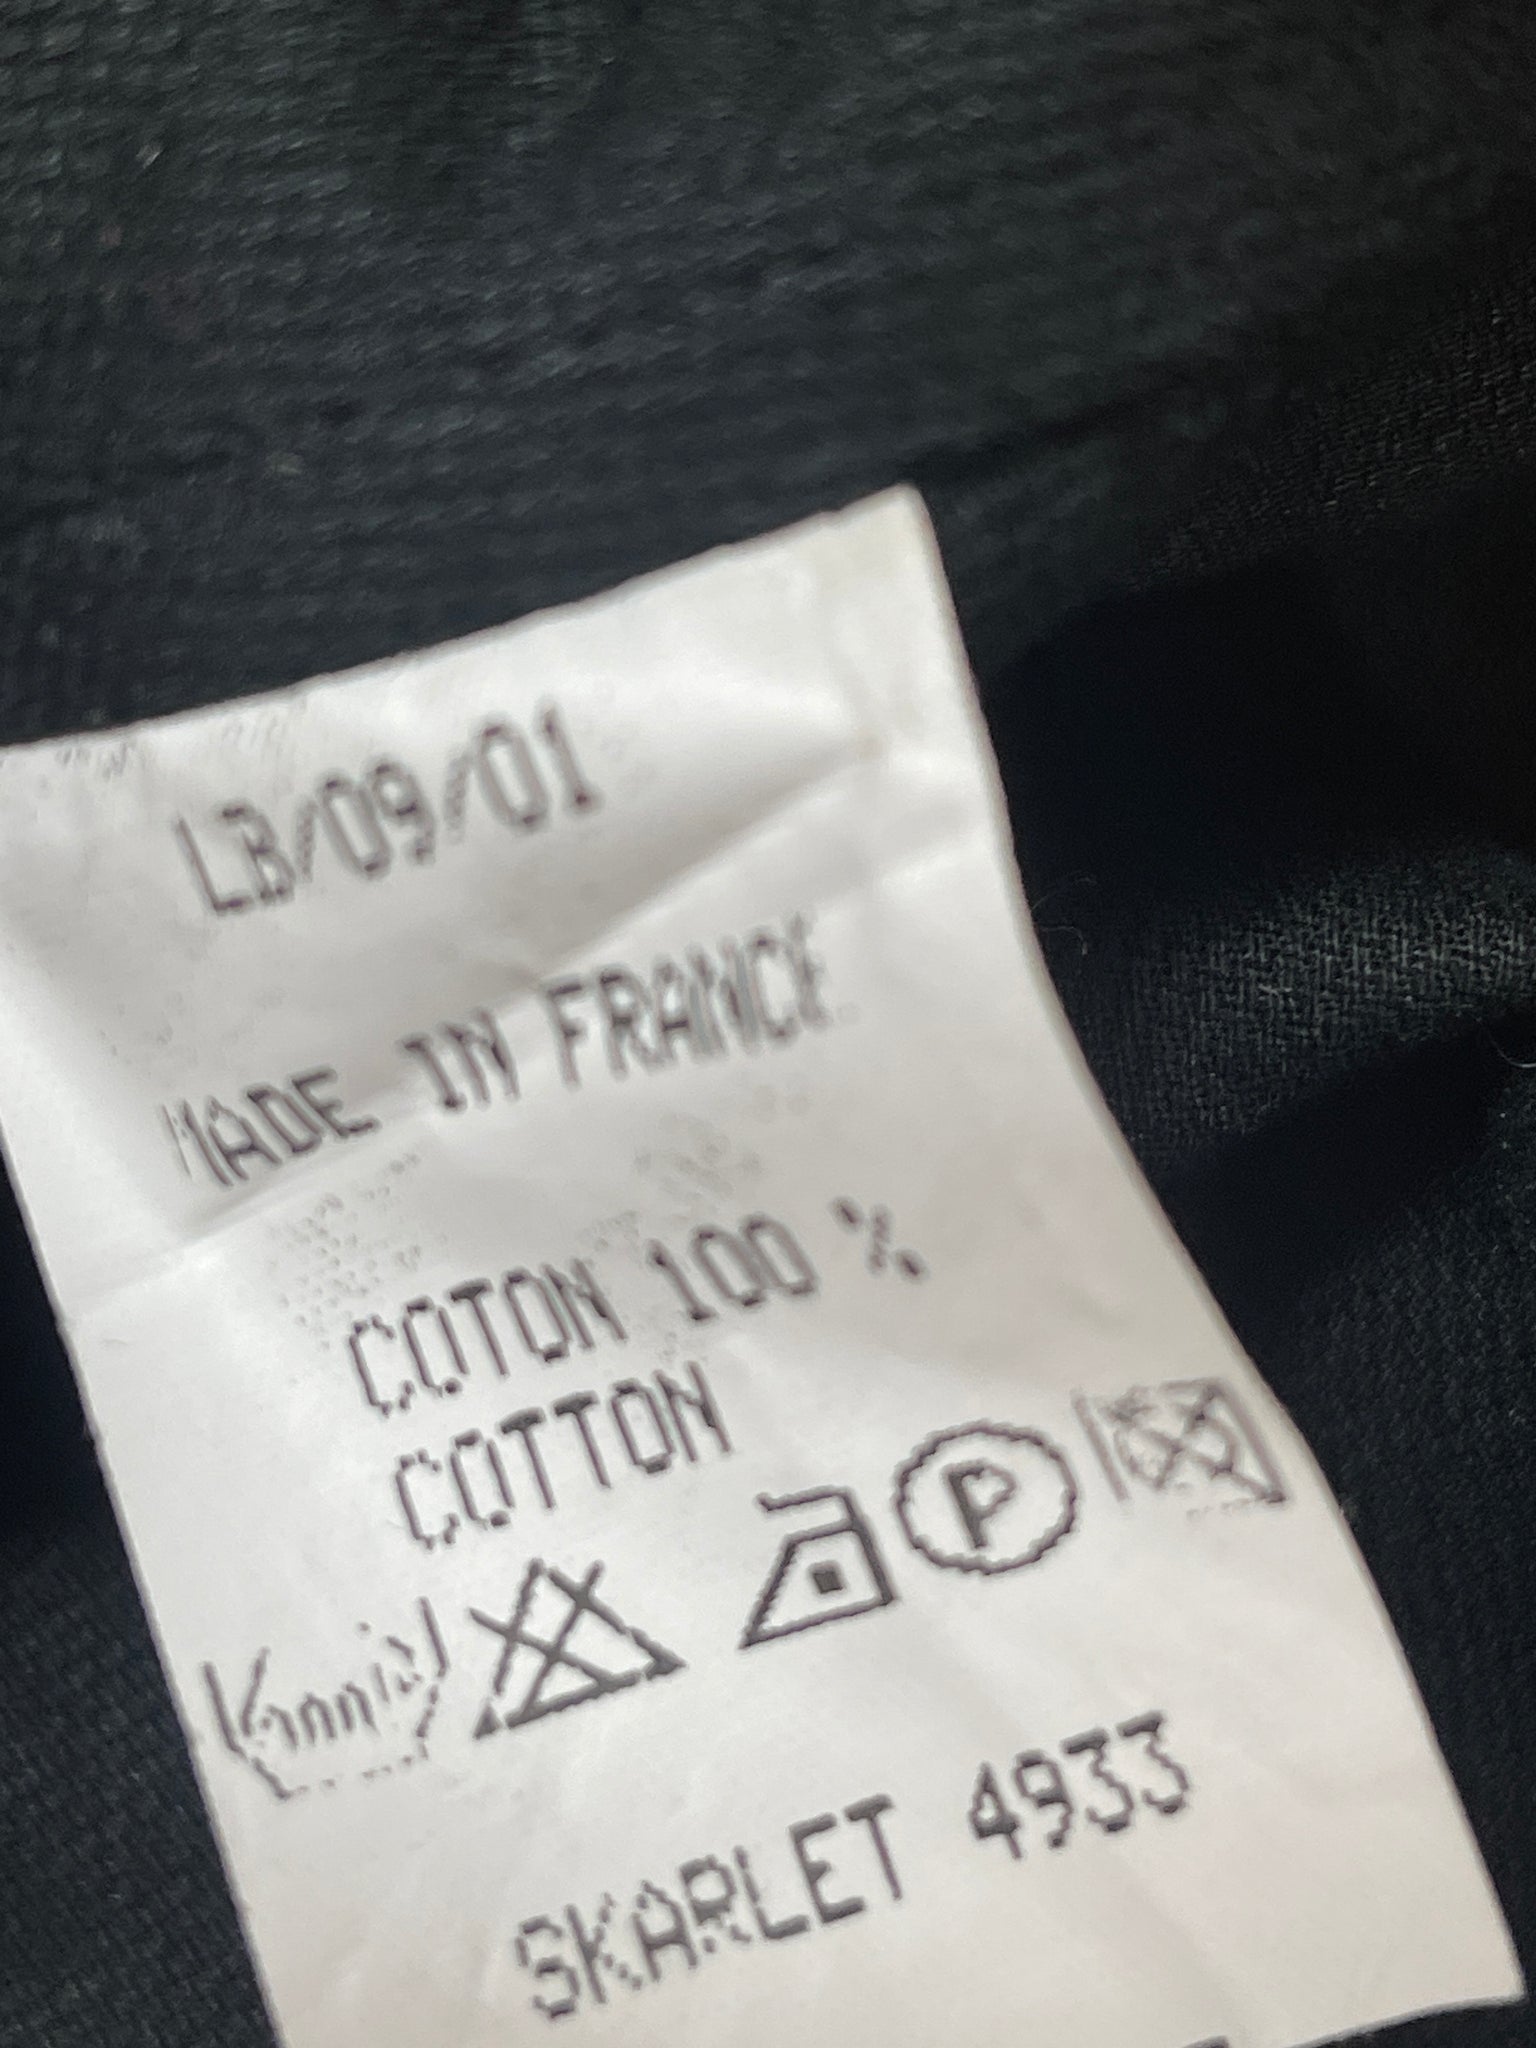 LB/09/01
MADE IN FRANCE
COTON 100 %
COTTON
P
SKARLET 4933